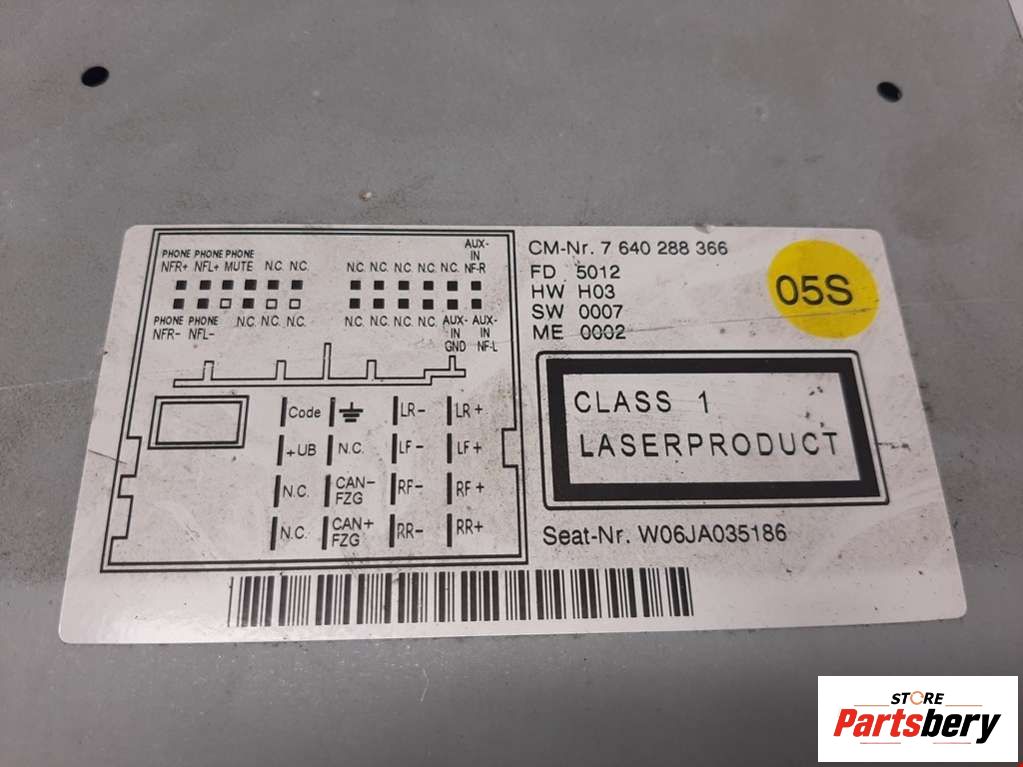 PHONE PHONE PHONE
NFR+ NFL+ MUTE N.C. N.C.
N.C. N.C. N.C. N.C. N.C. AUX-IN NF-R
PHONE PHONE
NFR− NFL−
N.C. N.C. N.C.
N.C. N.C. N.C. N.C. AUX-IN GND AUX-IN NF-L
Code LR− LR+
+UB N.C. LF− LF+
N.C. CAN− FZG RF− RF+
N.C. CAN+ FZG RR− RR+
CM-Nr. 7 640 288 366
FD 5012
HW H03
SW 0007
ME 0002
05S
CLASS 1
LASERPRODUCT
Seat-Nr. W06JA035186
STORE
Partsbery